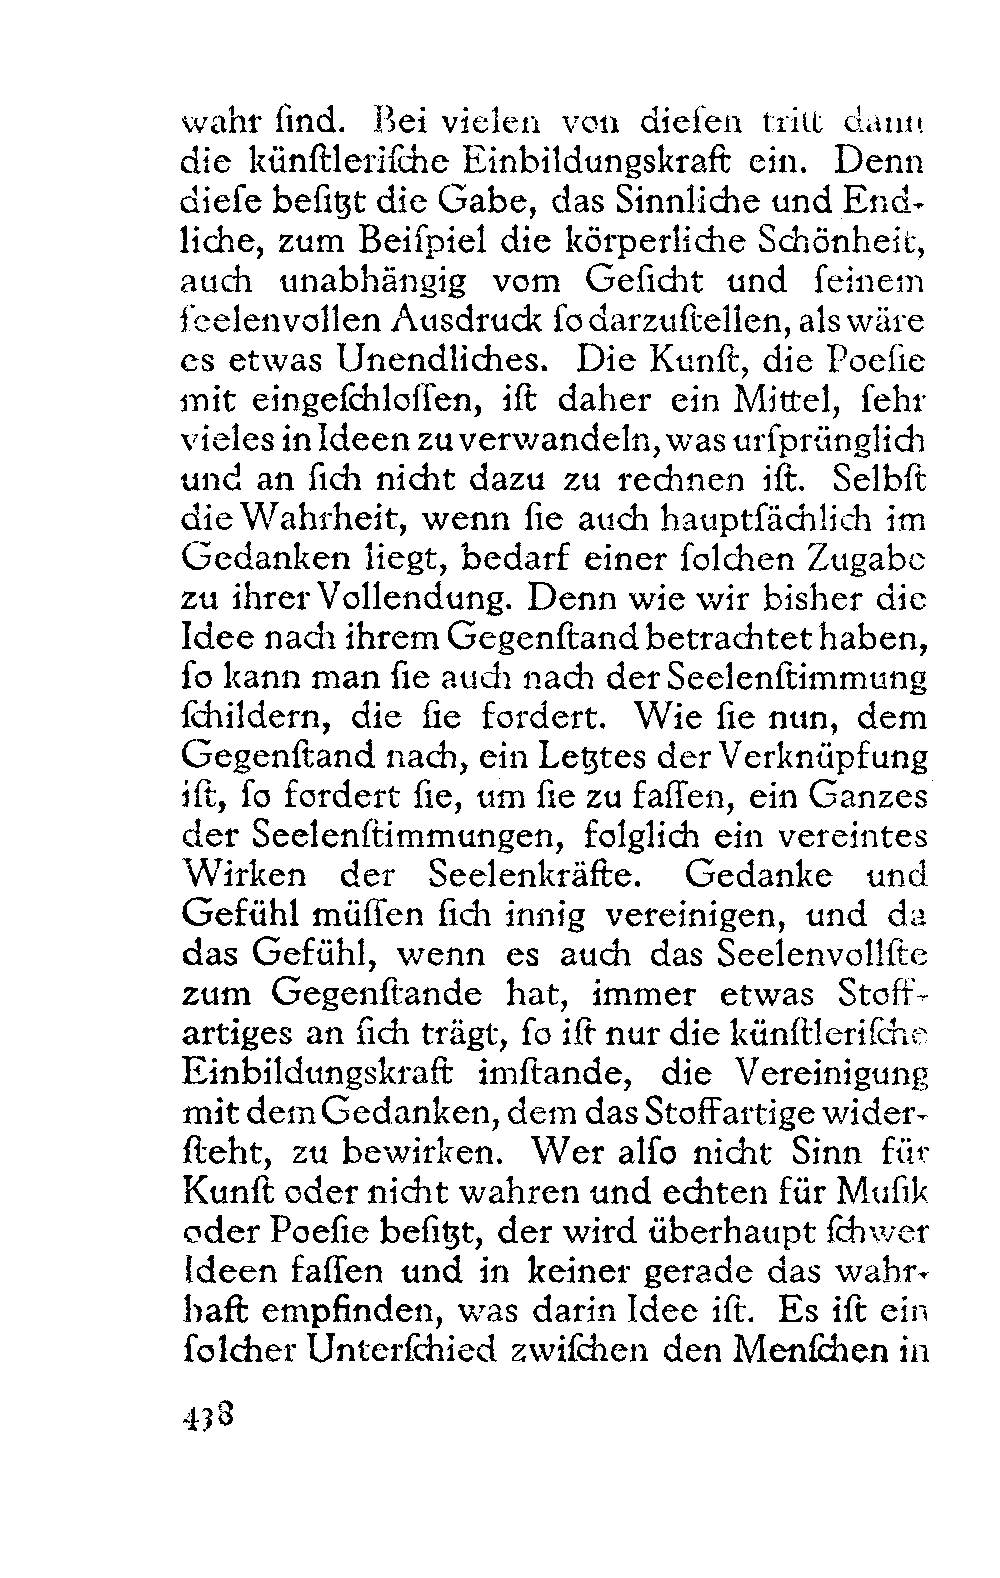 wahr ſind. Bei vielen von dieſen tritt dann
die künſtleriſche Einbildungskraft ein. Denn
dieſe beſitzt die Gabe, das Sinnliche und End-
liche, zum Beiſpiel die körperliche Schönheit,
auch unabhängig vom Geſicht und ſeinem
ſeelenvollen Ausdruck ſo darzuſtellen, als wäre
es etwas Unendliches. Die Kunſt, die Poeſie
mit eingeſchloſſen, iſt daher ein Mittel, ſehr
vieles in Ideen zu verwandeln, was urſprünglich
und an ſich nicht dazu zu rechnen iſt. Selbſt
die Wahrheit, wenn ſie auch hauptſächlich im
Gedanken liegt, bedarf einer ſolchen Zugabe
zu ihrer Vollendung. Denn wie wir bisher die
Idee nach ihrem Gegenſtand betrachtet haben,
ſo kann man ſie auch nach der Seelenſtimmung
ſchildern, die ſie fordert. Wie ſie nun, dem
Gegenſtand nach, ein Letztes der Verknüpfung
iſt, ſo fordert ſie, um ſie zu faſſen, ein Ganzes
der Seelenſtimmungen, folglich ein vereintes
Wirken der Seelenkräfte. Gedanke und
Gefühl müſſen ſich innig vereinigen, und da
das Gefühl, wenn es auch das Seelenvollſte
zum Gegenſtande hat, immer etwas Stoff-
artiges an ſich trägt, ſo iſt nur die künſtleriſche
Einbildungskraft imſtande, die Vereinigung
mit dem Gedanken, dem das Stoffartige wider-
ſteht, zu bewirken. Wer alſo nicht Sinn für
Kunſt oder nicht wahren und echten für Muſik
oder Poeſie beſitzt, der wird überhaupt ſchwer
Ideen faſſen und in keiner gerade das wahr-
haft empfinden, was darin Idee iſt. Es iſt ein
ſolcher Unterſchied zwiſchen den Menſchen in
438